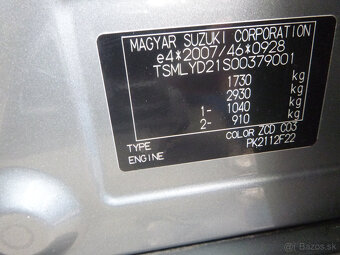 MAGYAR SUZUKI CORPORATION
e4*2007/46*0928
TSMLYD21S00379001
1730 kg
2930 kg
1- 1040 kg
2- 910 kg
COLOR ZCD C03
TYPE PK2112F22
ENGINE
© Bazos.sk